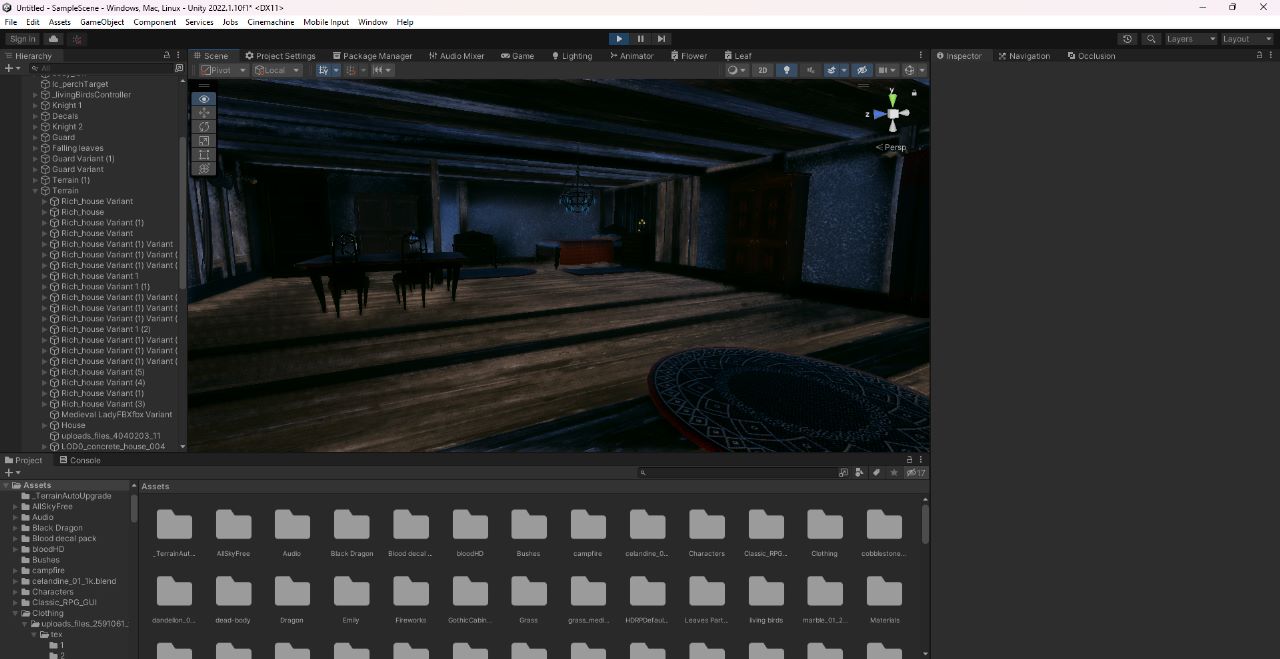 Untitled - SampleScene - Windows, Mac, Linux - Unity 2022.1.10f1* <DX11>
File Edit Assets GameObject Component Services Jobs Cinemachine Mobile Input Window Help
Sign in Layers Layout
Hierarchy Scene Project Settings Package Manager Audio Mixer Game Lighting Animator Flower Leaf Inspector Navigation Occlusion
All Pivot Local 2D
lc_perchTarget
_livingBirdsController
Knight 1
Decals
Knight 2
Guard
Falling leaves
Guard Variant (1)
Guard Variant
Terrain (1)
Terrain
Rich_house Variant
Rich_house
Rich_house Variant (1)
Rich_house Variant
Rich_house Variant (1) Variant
Rich_house Variant (1) Variant (
Rich_house Variant (1) Variant (
Rich_house Variant 1
Rich_house Variant 1 (1)
Rich_house Variant (1) Variant (
Rich_house Variant (1) Variant (
Rich_house Variant (1) Variant (
Rich_house Variant 1 (2)
Rich_house Variant (1) Variant (
Rich_house Variant (1) Variant (
Rich_house Variant (1) Variant (
Rich_house Variant (5)
Rich_house Variant (4)
Rich_house Variant (1)
Rich_house Variant (3)
Medieval LadyFBXfbx Variant
House
uploads_files_4040203_11
LOD0_concrete_house_004
y
z
< Persp
Project Console
17
Assets
_TerrainAutoUpgrade
AllSkyFree
Audio
Black Dragon
Blood decal pack
bloodHD
Bushes
campfire
celandine_01_1k.blend
Characters
Classic_RPG_GUI
Clothing
uploads_files_2591061_
tex
1
2
Assets
_TerrainAut... AllSkyFree Audio Black Dragon Blood decal ... bloodHD Bushes campfire celandine_0... Characters Classic_RPG... Clothing cobblestone...
dandelion_0... dead-body Dragon Emily Fireworks GothicCabin... Grass grass_medi... HDRPDefaul... Leaves Part... living birds marble_01_2... Materials